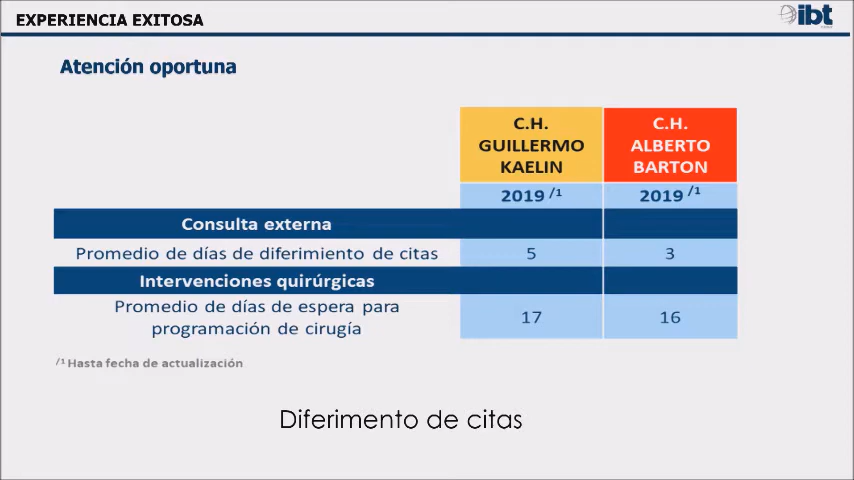 EXPERIENCIA EXITOSA
ibt
Atención oportuna
C.H.
GUILLERMO
KAELIN
C.H.
ALBERTO
BARTON
2019 /1
2019 /1
Consulta externa
Promedio de días de diferimiento de citas
5
3
Intervenciones quirúrgicas
Promedio de días de espera para
programación de cirugía
17
16
/1 Hasta fecha de actualización
Diferimento de citas